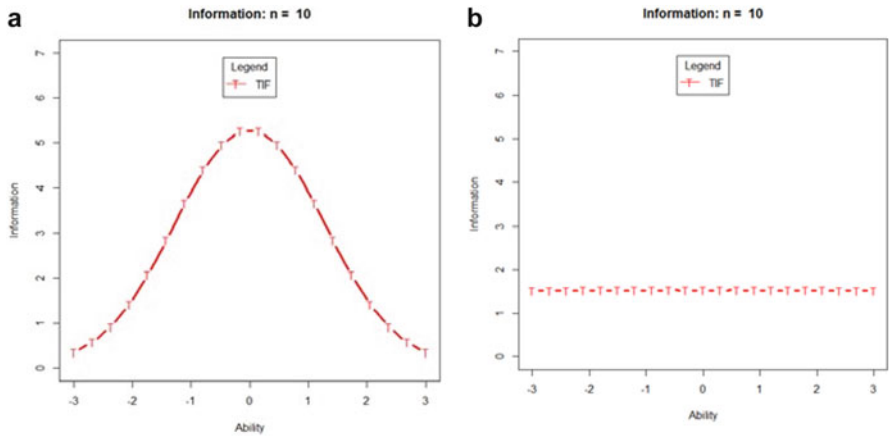 a
Information: n = 10
Legend
T TIF
Information
7
6
5
4
3
2
1
0
-3 -2 -1 0 1 2 3
Ability
b
Information: n = 10
Legend
T TIF
Information
7
6
5
4
3
2
1
0
-3 -2 -1 0 1 2 3
Ability